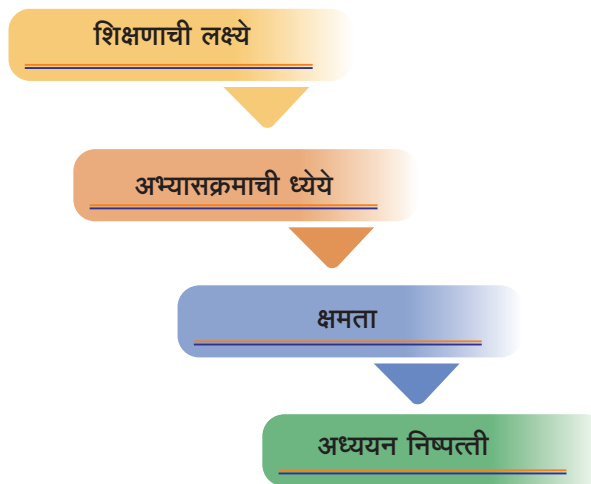 शिक्षणाची लक्ष्ये
अभ्यासक्रमाची ध्येये
क्षमता
अध्ययन निष्पत्ती